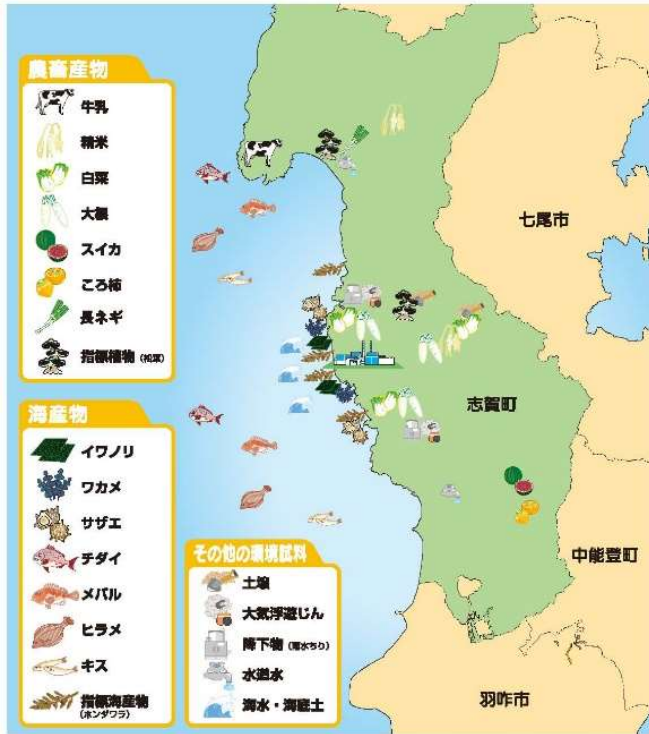 農畜産物
牛乳
精米
白菜
大根
スイカ
ころ柿
長ネギ
指標植物（松葉）
海産物
イワノリ
ワカメ
サザエ
チダイ
メバル
ヒラメ
キス
指標海産物
（ホンダワラ）
その他の環境試料
土壌
大気浮遊じん
降下物（雨水ちり）
水道水
海水・海底土
七尾市
志賀町
中能登町
羽咋市